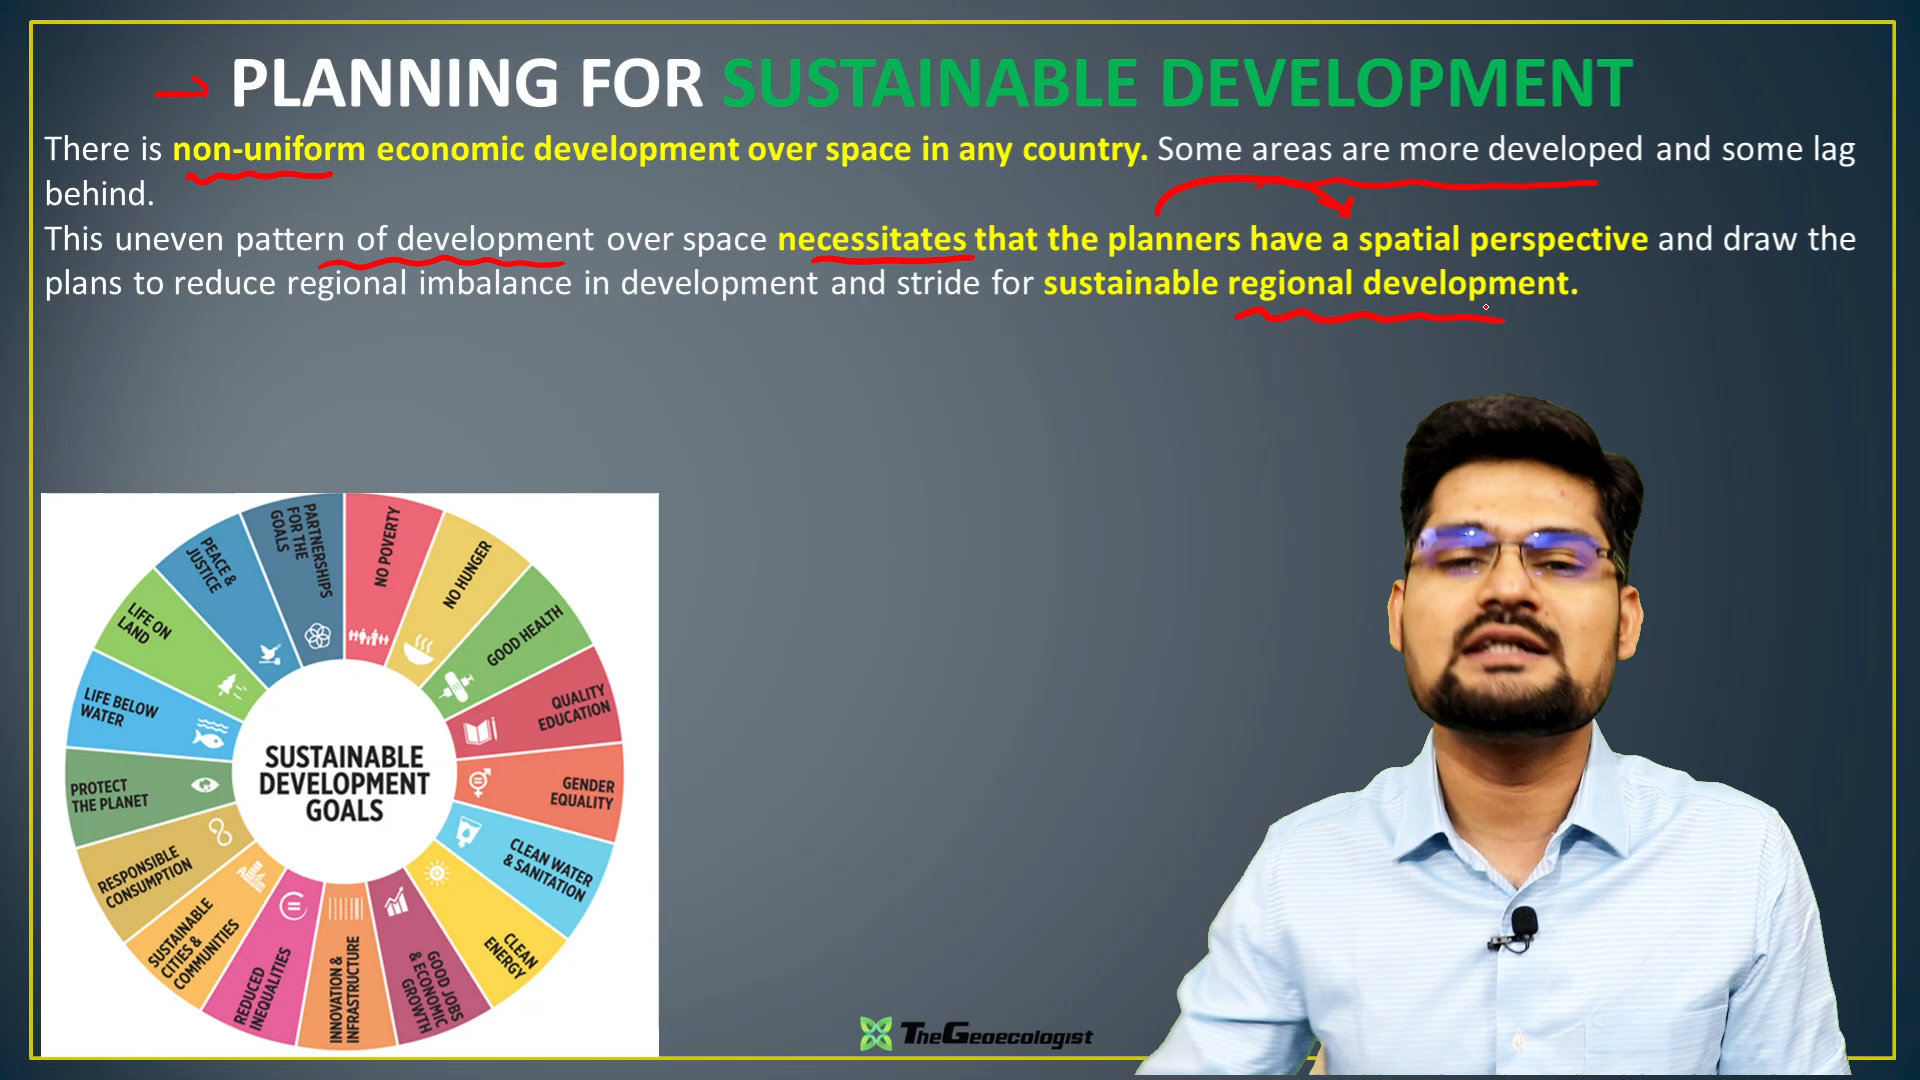 PLANNING FOR SUSTAINABLE DEVELOPMENT
There is non-uniform economic development over space in any country. Some areas are more developed and some lag
behind.
This uneven pattern of development over space necessitates that the planners have a spatial perspective and draw the
plans to reduce regional imbalance in development and stride for sustainable regional development.
NO POVERTY
NO HUNGER
GOOD HEALTH
QUALITY
EDUCATION
GENDER
EQUALITY
CLEAN WATER
& SANITATION
CLEAN
ENERGY
GOOD JOBS
& ECONOMIC
GROWTH
INNOVATION &
INFRASTRUCTURE
REDUCED
INEQUALITIES
SUSTAINABLE
CITIES &
COMMUNITIES
RESPONSIBLE
CONSUMPTION
PROTECT
THE PLANET
LIFE BELOW
WATER
LIFE ON
LAND
PEACE &
JUSTICE
PARTNERSHIPS
FOR THE
GOALS
SUSTAINABLE
DEVELOPMENT
GOALS
TheGeoecologist